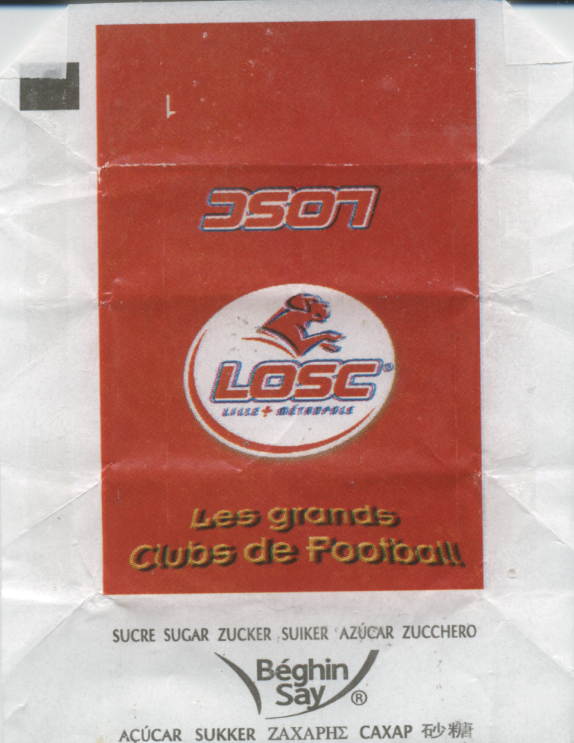 1
LOSC
LOSC®
LILLE + MÉTROPOLE
Les grands
Clubs de Football
SUCRE SUGAR ZUCKER SUIKER AZÚCAR ZUCCHERO
Béghin
Say ®
AÇÚCAR SUKKER ΖΑΧΑΡΗΣ САХАР 砂糖